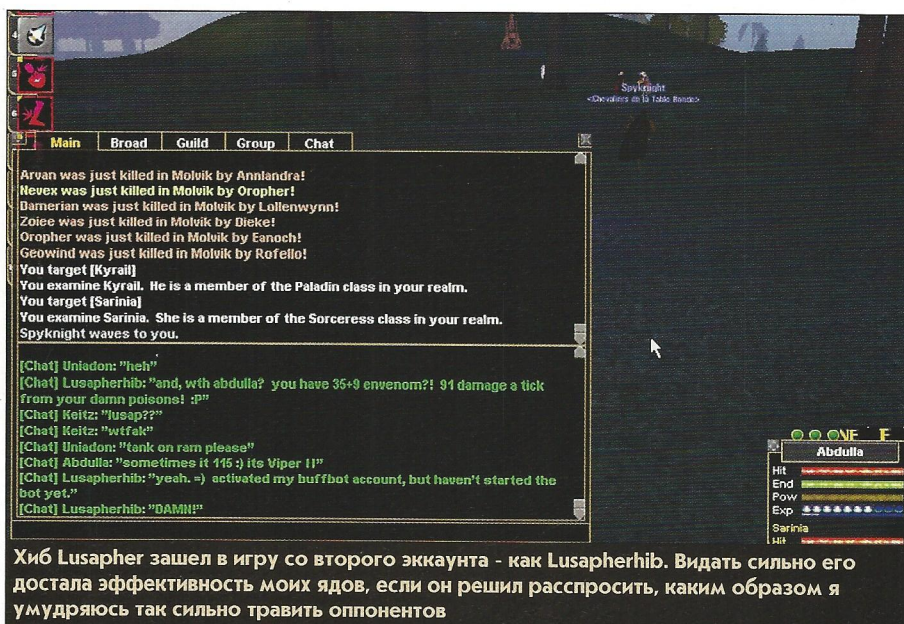 4
5
6
Spyknight
<Chevaliers de la Table Ronde>
Main Broad Guild Group Chat
Arvan was just killed in Molvik by Annlandra!
Nevex was just killed in Molvik by Oropher!
Damerian was just killed in Molvik by Lollenwynn!
Zoiee was just killed in Molvik by Dieke!
Oropher was just killed in Molvik by Eanoch!
Geowind was just killed in Molvik by Rofello!
You target [Kyrail]
You examine Kyrail. He is a member of the Paladin class in your realm.
You target [Sarinia]
You examine Sarinia. She is a member of the Sorceress class in your realm.
Spyknight waves to you.
[Chat] Uniadon: "heh"
[Chat] Lusapherhib: "and, wth abdulla? you have 35+9 envenom?! 91 damage a tick
from your damn poisons! :P"
[Chat] Keitz: "lusap??"
[Chat] Keitz: "wtfak"
[Chat] Uniadon: "tank on ram please"
[Chat] Abdulla: "sometimes it 115 :) its Viper II"
[Chat] Lusapherhib: "yeah. =) activated my buffbot account, but haven't started the
bot yet."
[Chat] Lusapherhib: "DAMN!"
Abdulla
Hit
End
Pow
Exp
Sarinia
Hit
Хиб Lusapher зашел в игру со второго эккаунта - как Lusapherhib. Видать сильно его
достала эффективность моих ядов, если он решил расспросить, каким образом я
умудряюсь так сильно травить оппонентов